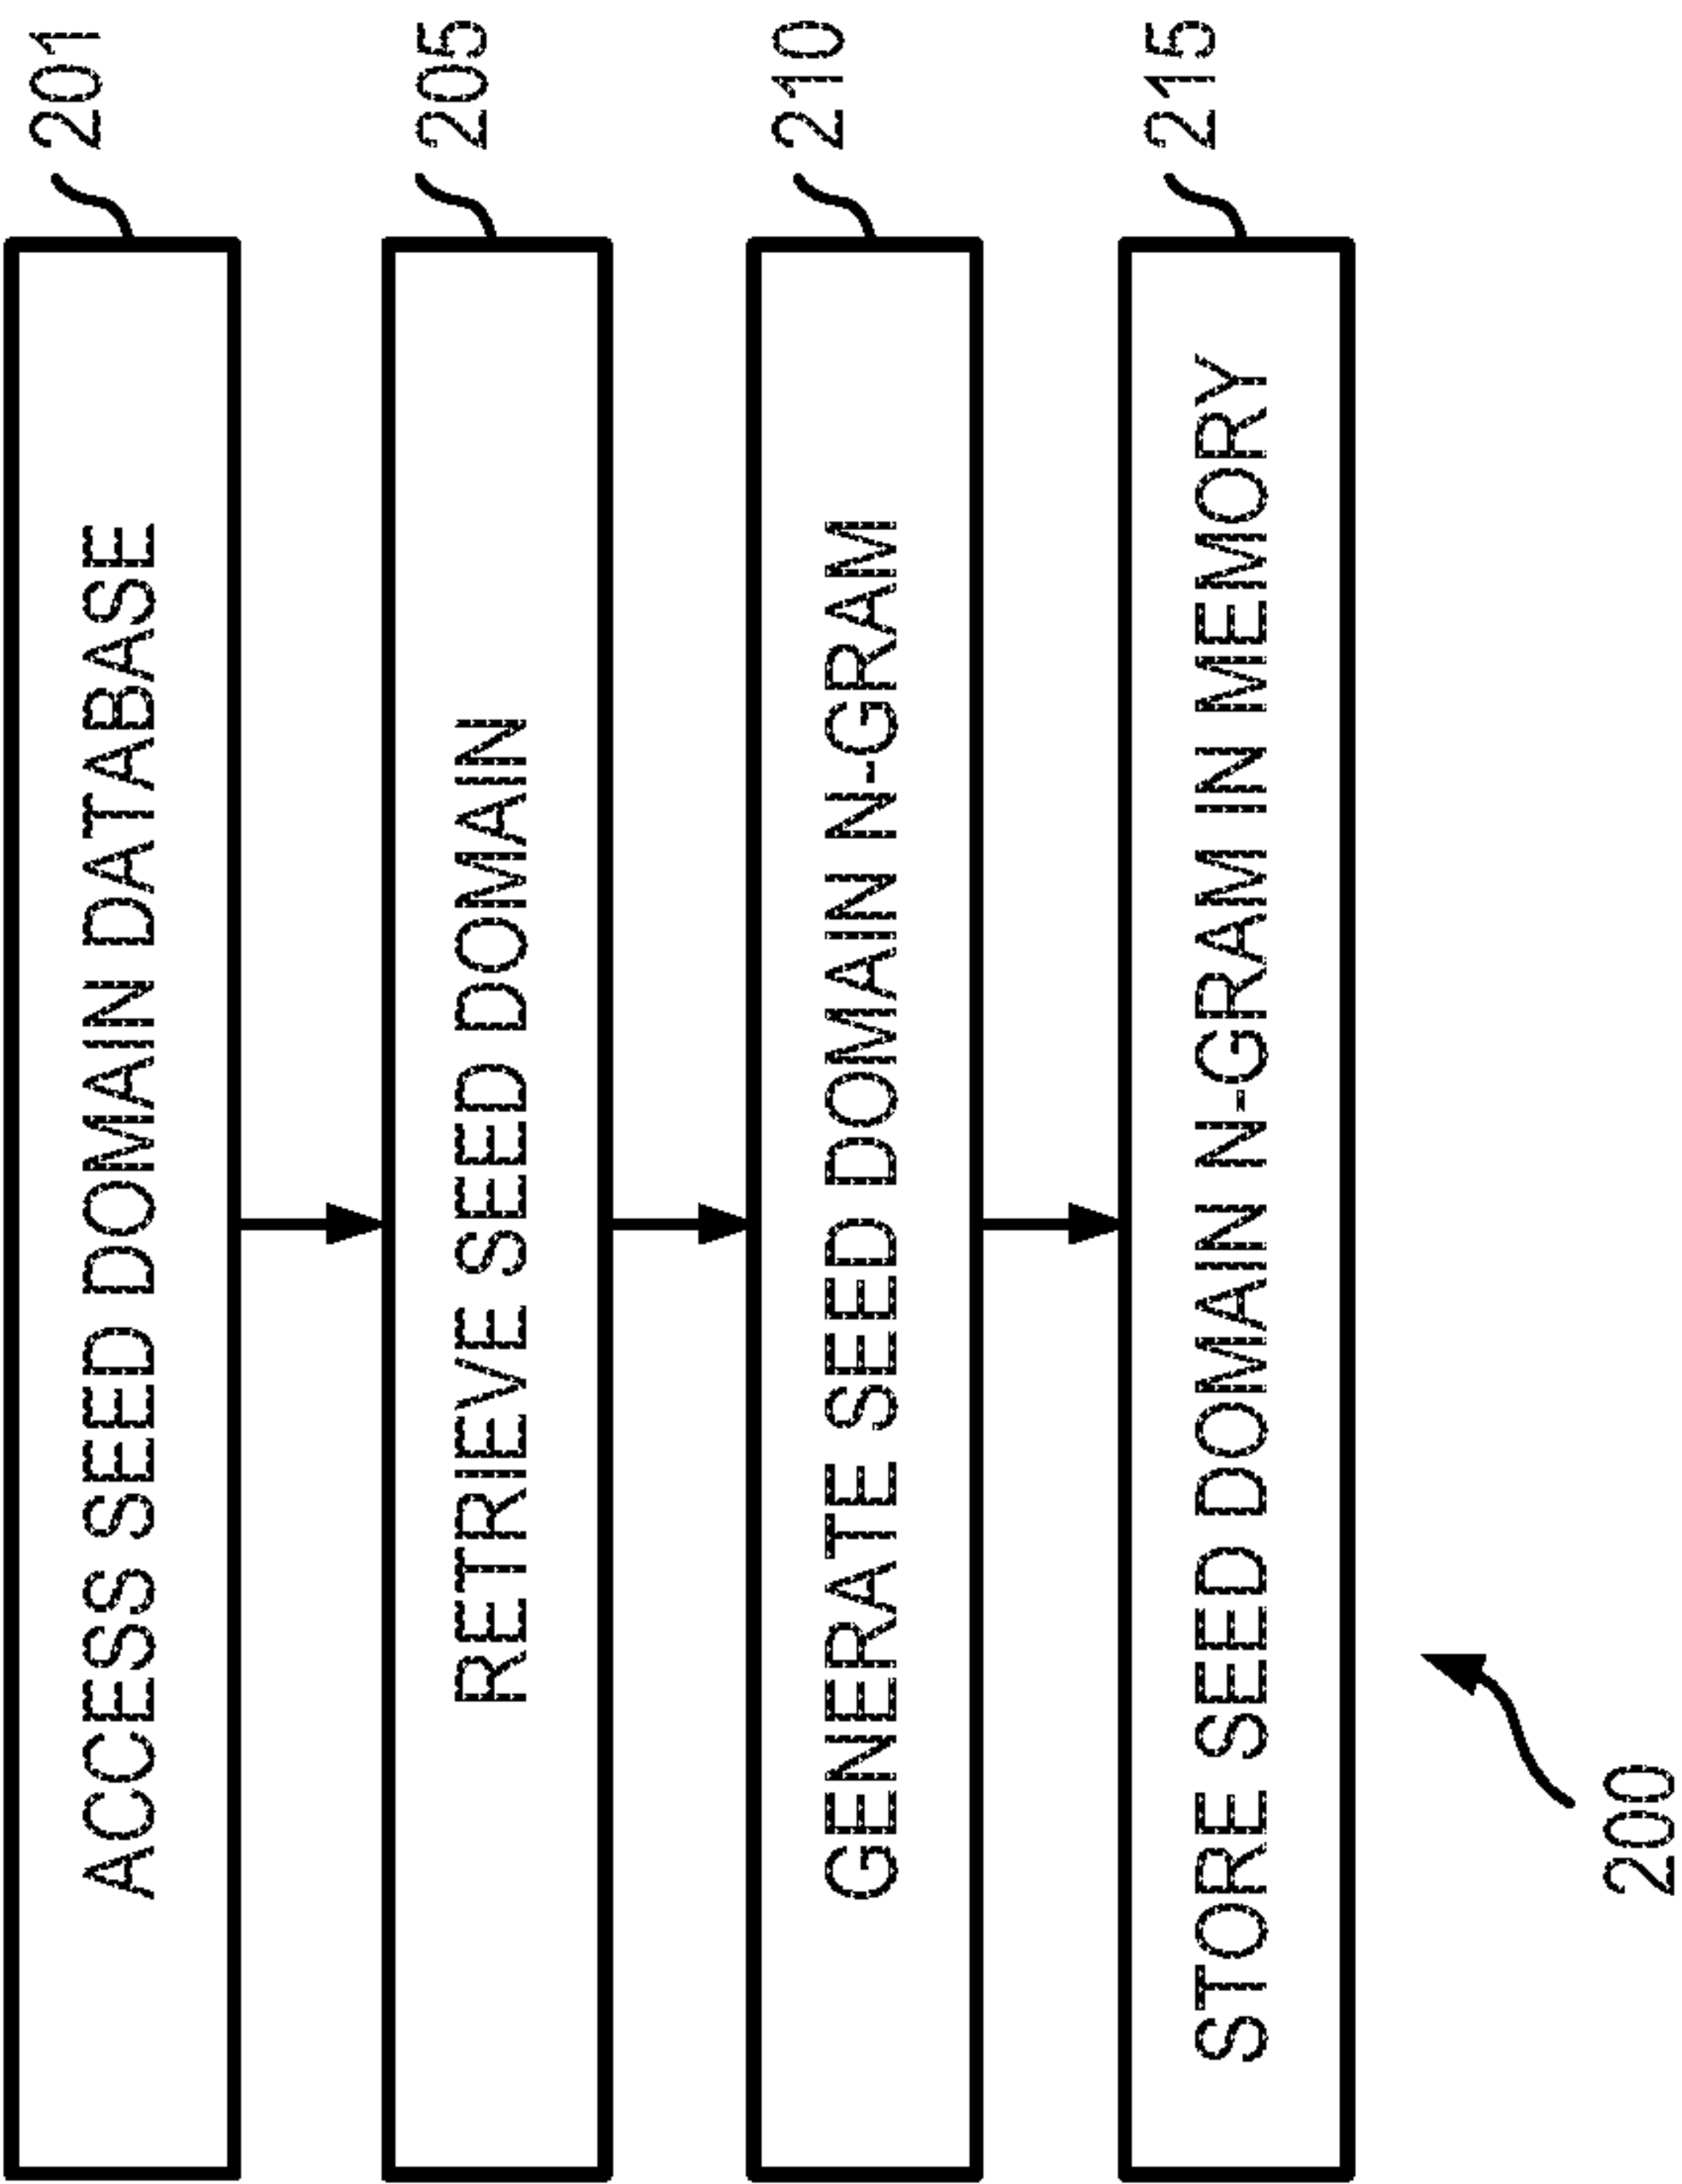 ACCESS SEED DOMAIN DATABASE
201
RETRIEVE SEED DOMAIN
205
GENERATE SEED DOMAIN N-GRAM
210
STORE SEED DOMAIN N-GRAM IN MEMORY
215
200